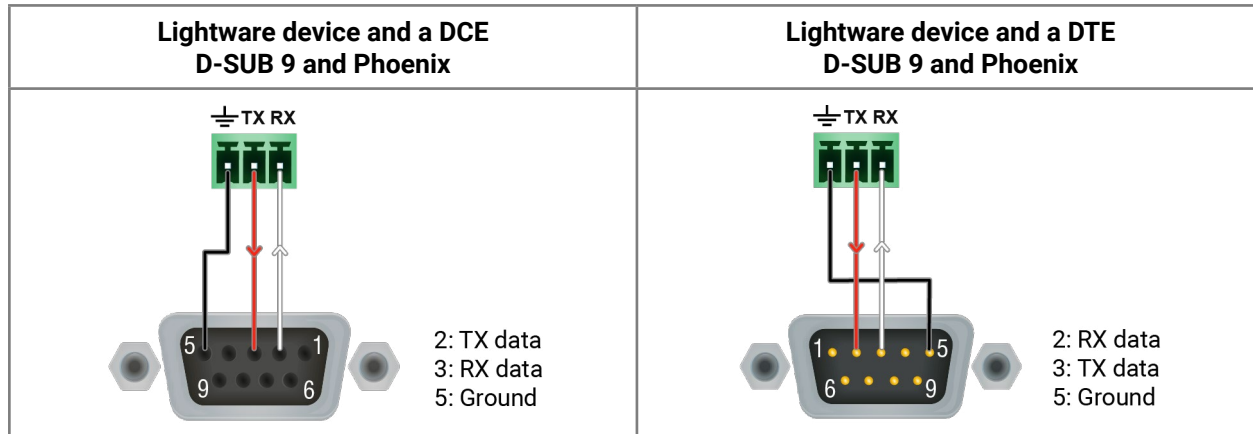 Lightware device and a DCE
D-SUB 9 and Phoenix
Lightware device and a DTE
D-SUB 9 and Phoenix
TX RX
5 1
9 6
2: TX data
3: RX data
5: Ground
TX RX
1 5
6 9
2: RX data
3: TX data
5: Ground